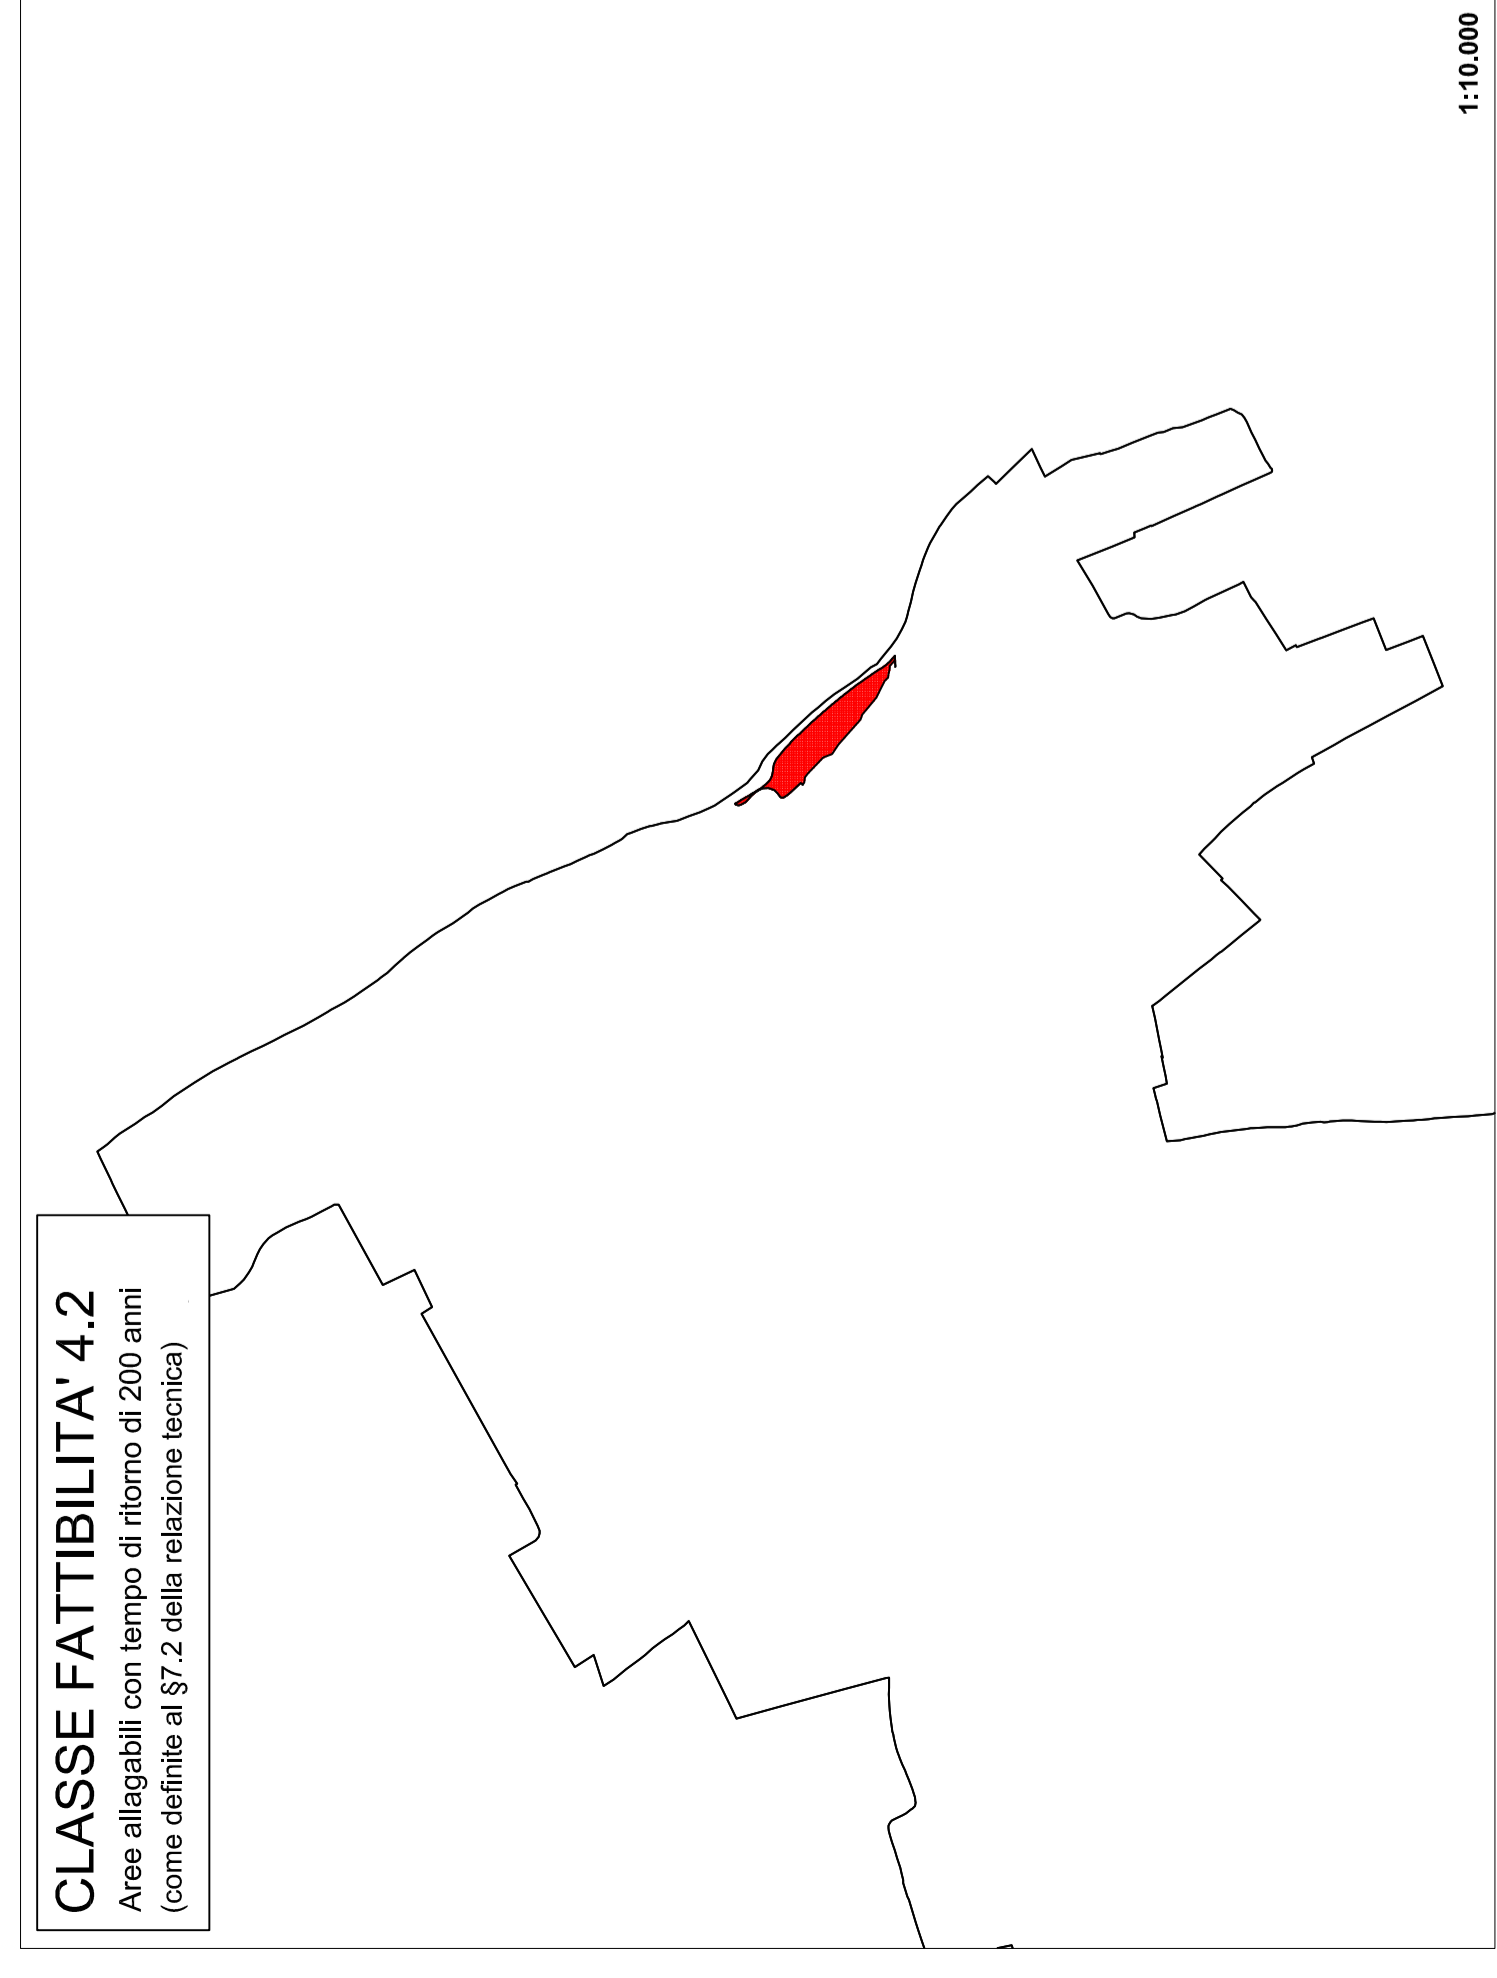 CLASSE FATTIBILITA' 4.2
Aree allagabili con tempo di ritorno di 200 anni
(come definite al §7.2 della relazione tecnica)
1:10.000